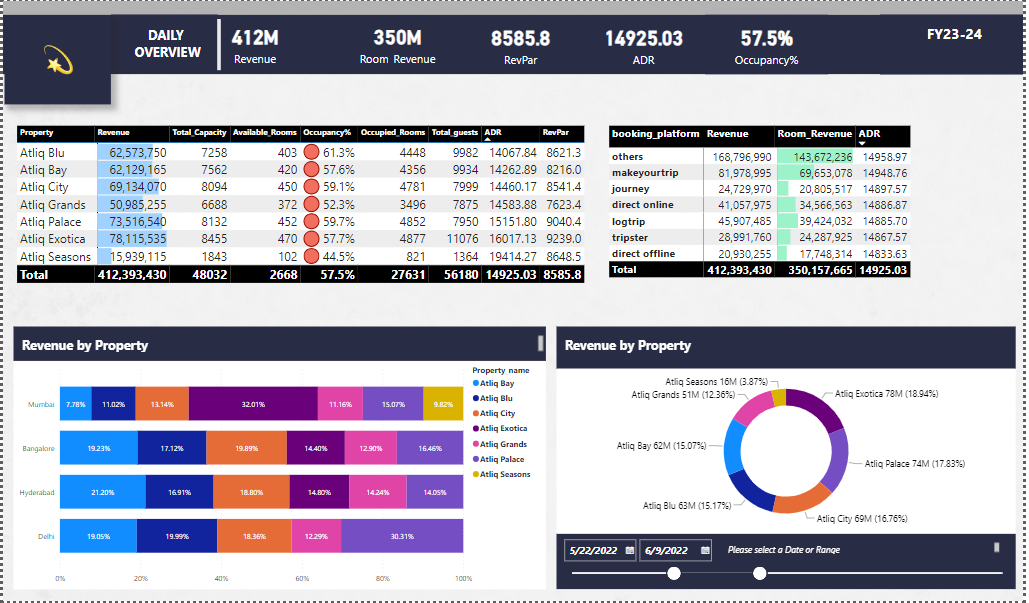 DAILY
OVERVIEW
412M
Revenue
350M
Room Revenue
8585.8
RevPar
14925.03
ADR
57.5%
Occupancy%
FY23-24
Property Revenue Total_Capacity Available_Rooms Occupancy% Occupied_Rooms Total_guests ADR RevPar
Atliq Blu 62,573,750 7258 403 61.3% 4448 9982 14067.84 8621.3
Atliq Bay 62,129,165 7562 420 57.6% 4356 9934 14262.89 8216.0
Atliq City 69,134,070 8094 450 59.1% 4781 7999 14460.17 8541.4
Atliq Grands 50,985,255 6688 372 52.3% 3496 7875 14583.88 7623.4
Atliq Palace 73,516,540 8132 452 59.7% 4852 7950 15151.80 9040.4
Atliq Exotica 78,115,535 8455 470 57.7% 4877 11076 16017.13 9239.0
Atliq Seasons 15,939,115 1843 102 44.5% 821 1364 19414.27 8648.5
Total 412,393,430 48032 2668 57.5% 27631 56180 14925.03 8585.8
booking_platform Revenue Room_Revenue ADR
others 168,796,990 143,672,236 14958.97
makeyourtrip 81,978,995 69,653,078 14948.76
journey 24,729,970 20,805,517 14897.57
direct online 41,057,975 34,566,563 14886.87
logtrip 45,907,485 39,424,032 14885.70
tripster 28,991,760 24,287,925 14867.57
direct offline 20,930,255 17,748,314 14833.63
Total 412,393,430 350,157,665 14925.03
Revenue by Property
Property_name
Atliq Bay
Atliq Blu
Atliq City
Atliq Exotica
Atliq Grands
Atliq Palace
Atliq Seasons
Mumbai 7.78% 11.02% 13.14% 32.01% 11.16% 15.07% 9.82%
Bangalore 19.23% 17.12% 19.89% 14.40% 12.90% 16.46%
Hyderabad 21.20% 16.91% 18.80% 14.80% 14.24% 14.05%
Delhi 19.05% 19.99% 18.36% 12.29% 30.31%
0% 20% 40% 60% 80% 100%
Revenue by Property
Atliq Seasons 16M (3.87%)
Atliq Grands 51M (12.36%)
Atliq Exotica 78M (18.94%)
Atliq Bay 62M (15.07%)
Atliq Palace 74M (17.83%)
Atliq Blu 63M (15.17%)
Atliq City 69M (16.76%)
5/22/2022 6/9/2022 Please select a Date or Range